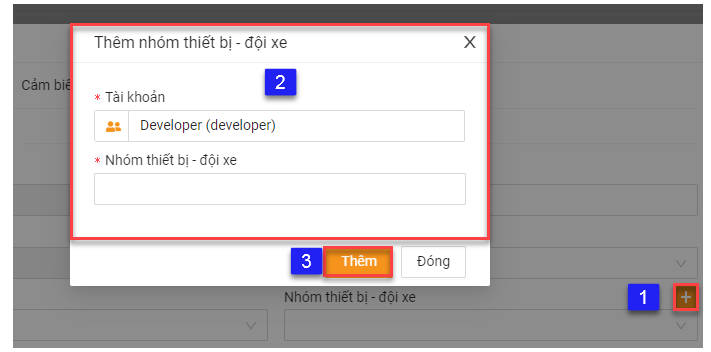 Thêm nhóm thiết bị - đội xe X
2
Cảm biế
* Tài khoản
Developer (developer)
* Nhóm thiết bị - đội xe
3 Thêm Đóng
Nhóm thiết bị - đội xe 1 +